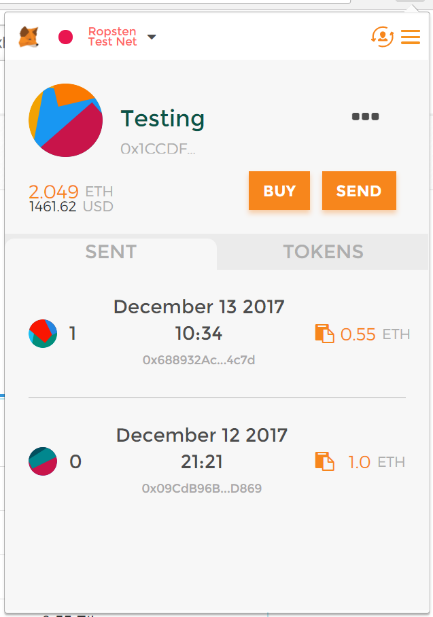 Ropsten
Test Net
Testing
0x1CCDF...
2.049 ETH
1461.62 USD
BUY
SEND
SENT
TOKENS
December 13 2017
1
10:34
0.55 ETH
0x688932Ac...4c7d
December 12 2017
0
21:21
1.0 ETH
0x09CdB96B...D869